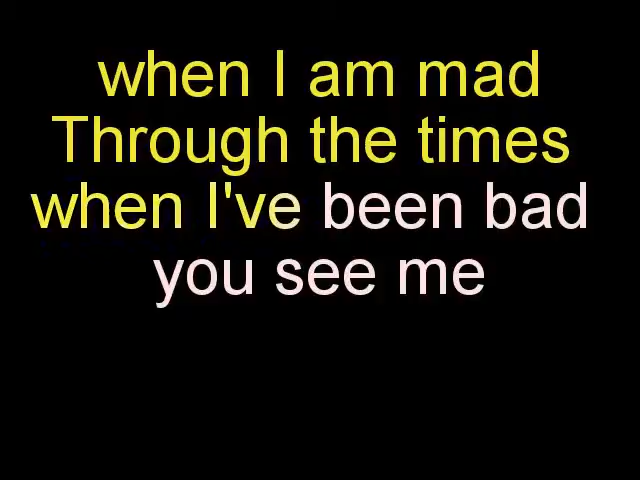 when I am mad
Through the times
when I've been bad
you see me